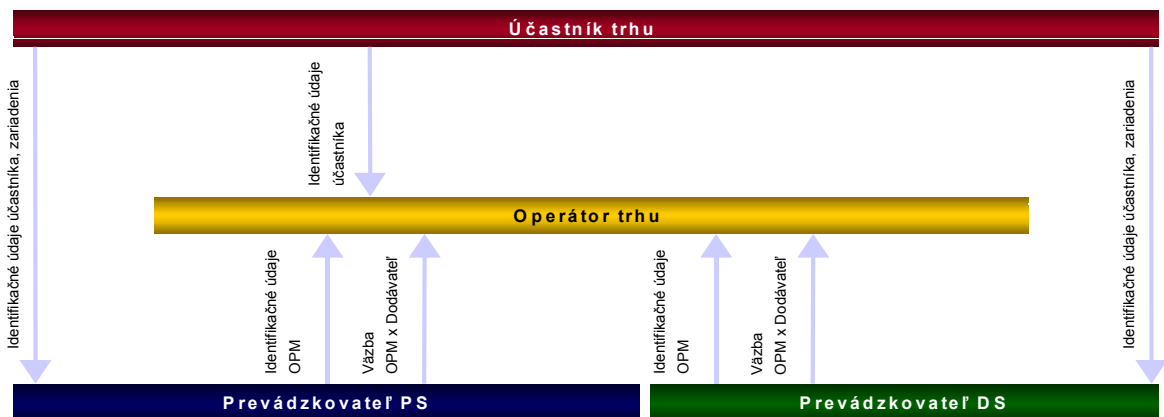 Účastník trhu
Identifikačné údaje účastníka, zariadenia
Identifikačné údaje
účastníka
Identifikačné údaje účastníka, zariadenia
Operátor trhu
Identifikačné údaje
OPM
Väzba
OPM x Dodávateľ
Identifikačné údaje
OPM
Väzba
OPM x Dodávateľ
Prevádzkovateľ PS
Prevádzkovateľ DS